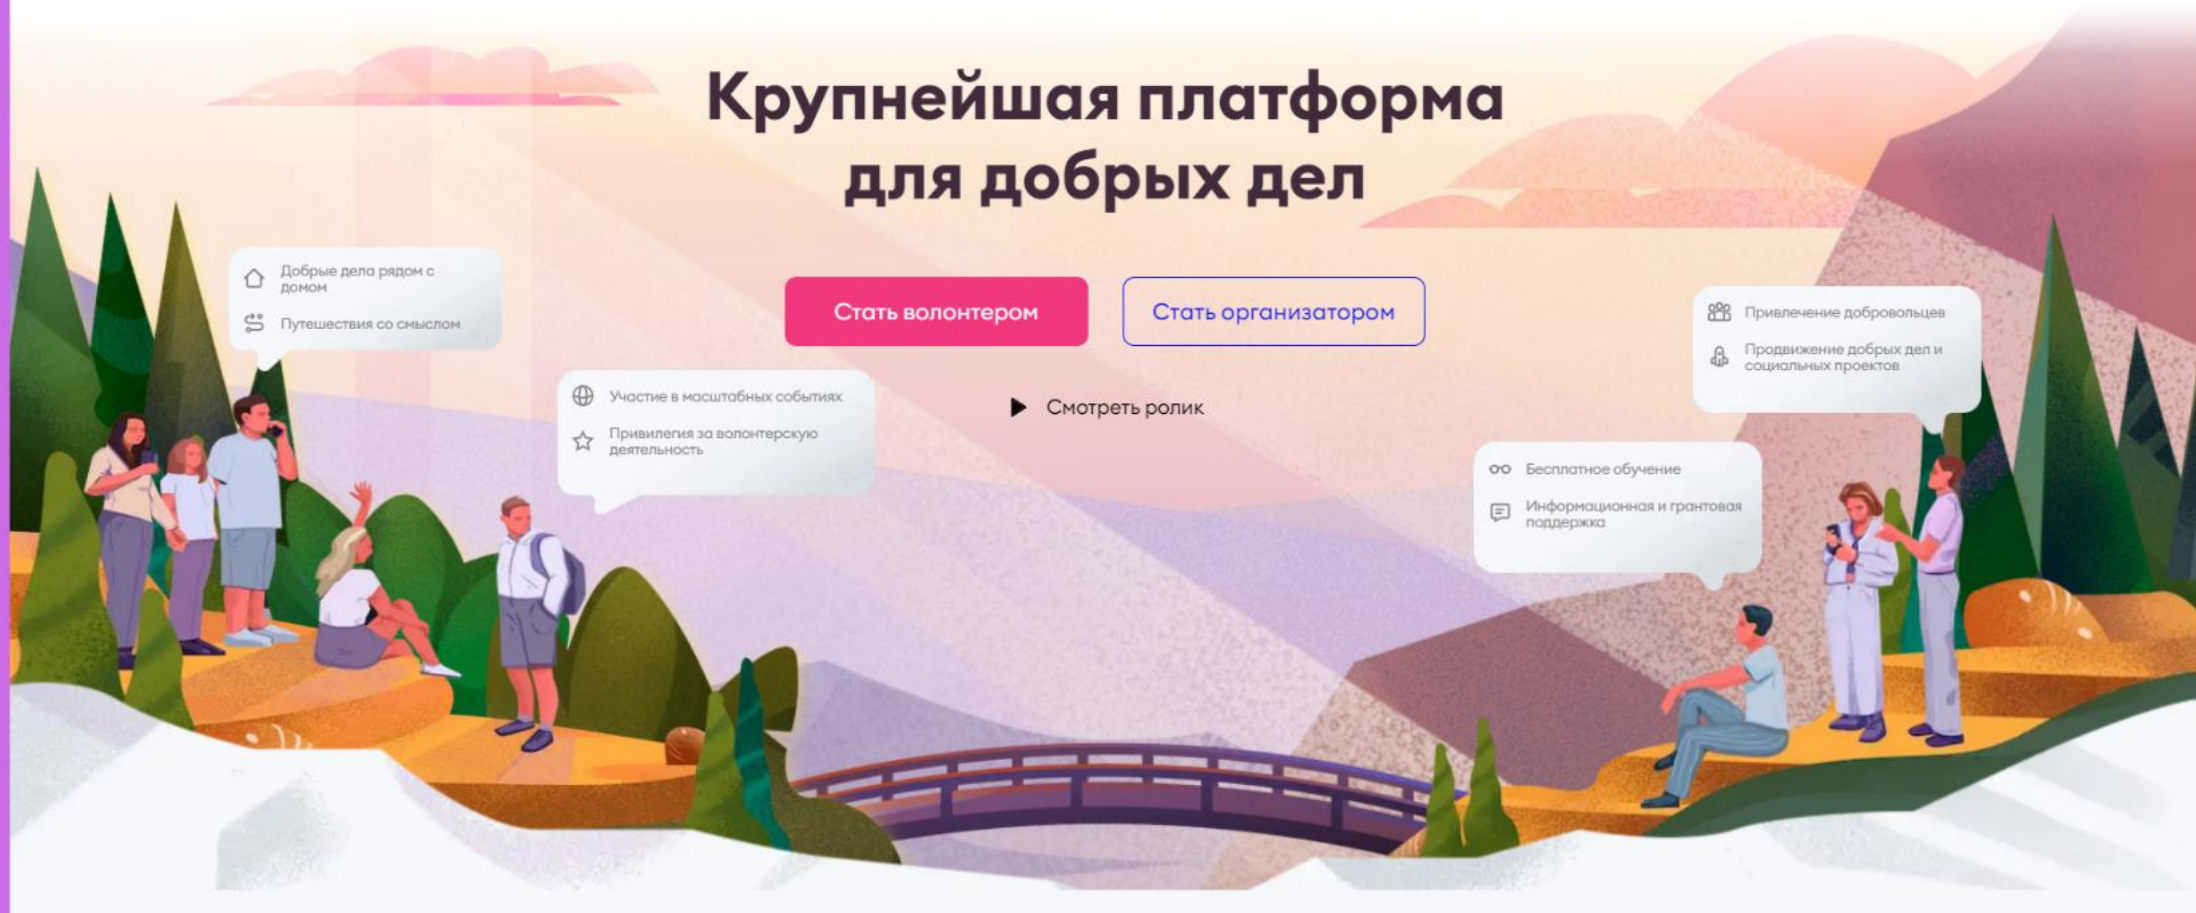 Крупнейшая платформа
для добрых дел
Стать волонтером
Стать организатором
Смотреть ролик
Добрые дела рядом с
домом
Путешествия со смыслом
Участие в масштабных событиях
Привилегия за волонтерскую
деятельность
Привлечение добровольцев
Продвижение добрых дел и
социальных проектов
Бесплатное обучение
Информационная и грантовая
поддержка